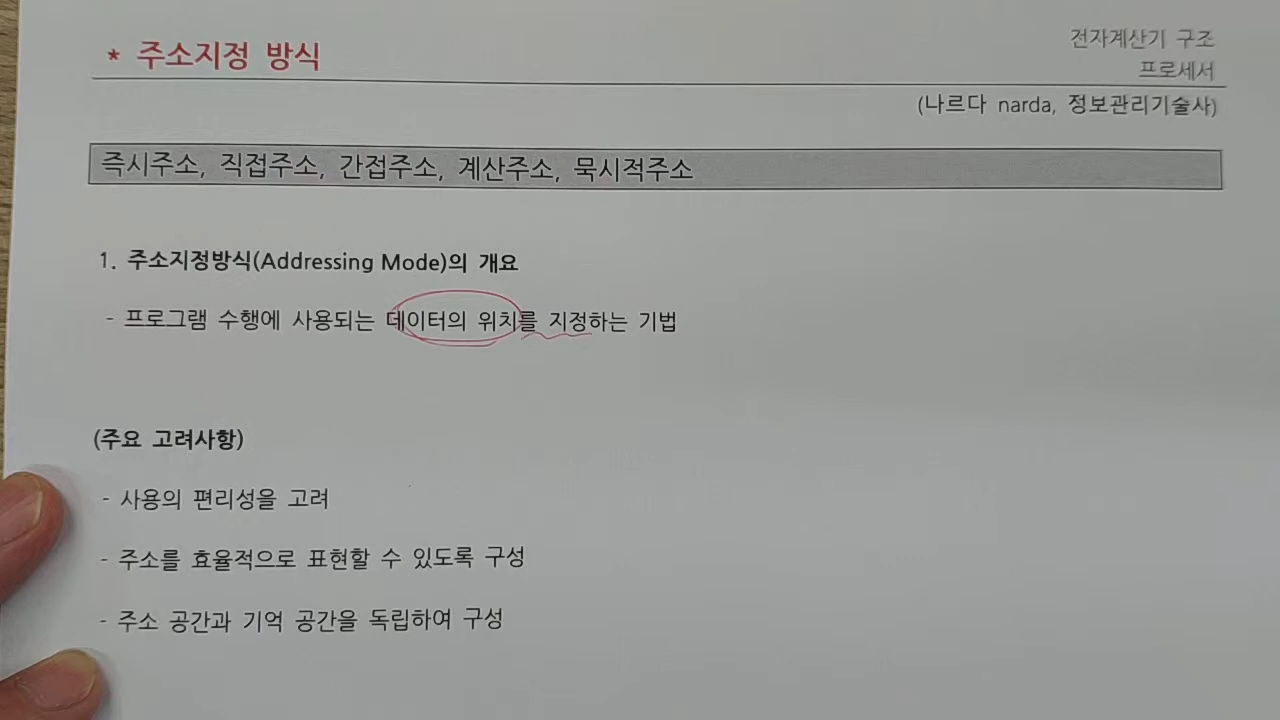 * 주소지정 방식
전자계산기 구조
프로세서
(나르다 narda, 정보관리기술사)
즉시주소, 직접주소, 간접주소, 계산주소, 묵시적주소
1. 주소지정방식(Addressing Mode)의 개요
- 프로그램 수행에 사용되는 데이터의 위치를 지정하는 기법
(주요 고려사항)
- 사용의 편리성을 고려
- 주소를 효율적으로 표현할 수 있도록 구성
- 주소 공간과 기억 공간을 독립하여 구성